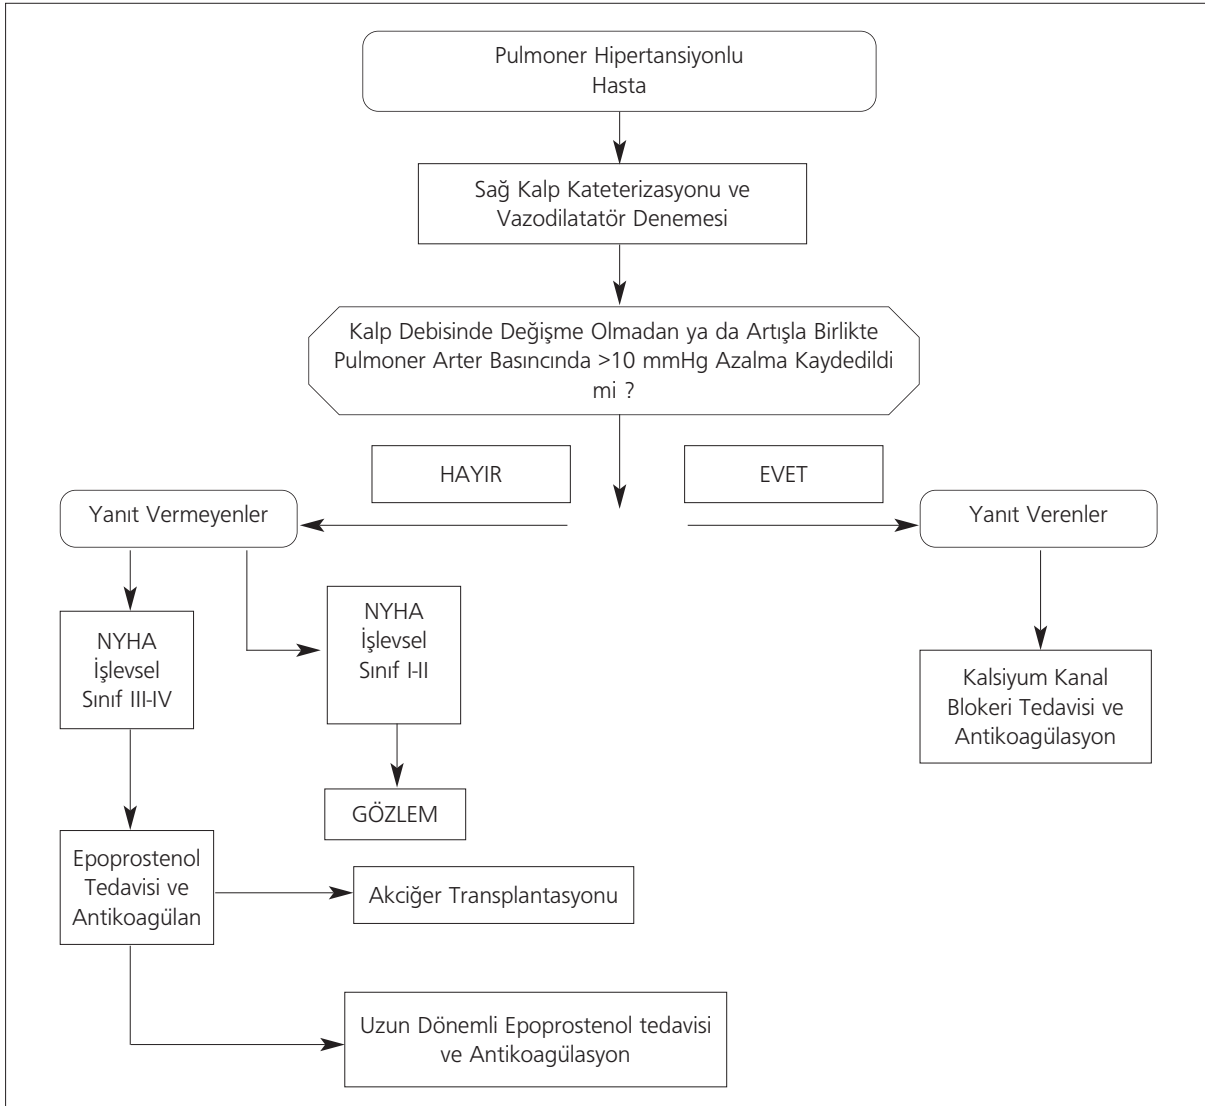 Pulmoner Hipertansiyonlu
Hasta
Sağ Kalp Kateterizasyonu ve
Vazodilatatör Denemesi
Kalp Debisinde Değişme Olmadan ya da Artışla Birlikte
Pulmoner Arter Basıncında >10 mmHg Azalma Kaydedildi
mi ?
HAYIR
EVET
Yanıt Vermeyenler
Yanıt Verenler
NYHA
İşlevsel
Sınıf III-IV
NYHA
İşlevsel
Sınıf I-II
Kalsiyum Kanal
Blokeri Tedavisi ve
Antikoagülasyon
GÖZLEM
Epoprostenol
Tedavisi ve
Antikoagülan
Akciğer Transplantasyonu
Uzun Dönemli Epoprostenol tedavisi
ve Antikoagülasyon